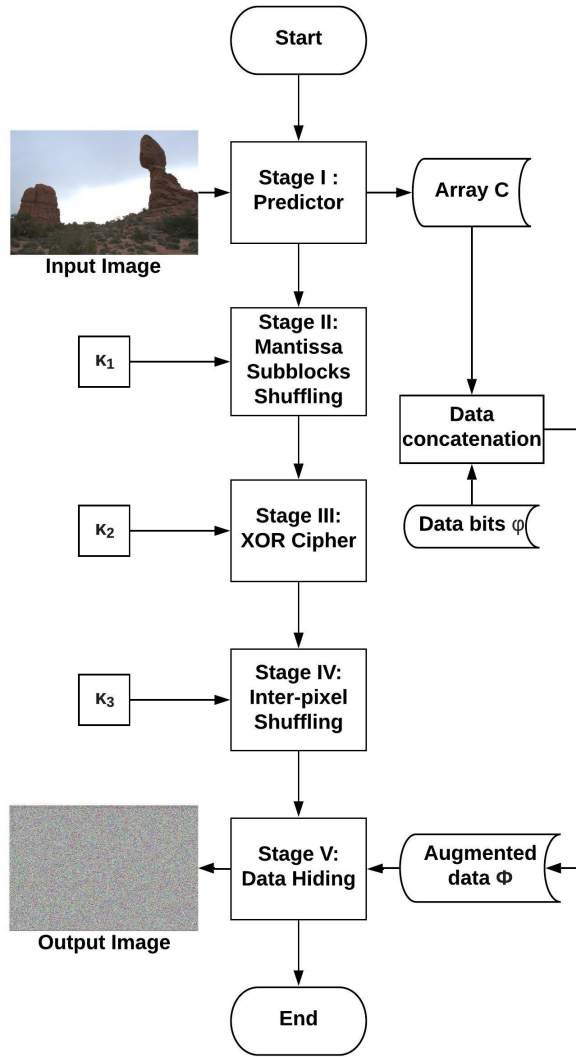 Start
Stage I :
Predictor
Array C
Input Image
Stage II:
Mantissa
Subblocks
Shuffling
κ1
Data
concatenation
Stage III:
XOR Cipher
κ2
Data bits φ
Stage IV:
Inter-pixel
Shuffling
κ3
Stage V:
Data Hiding
Augmented
data Φ
Output Image
End